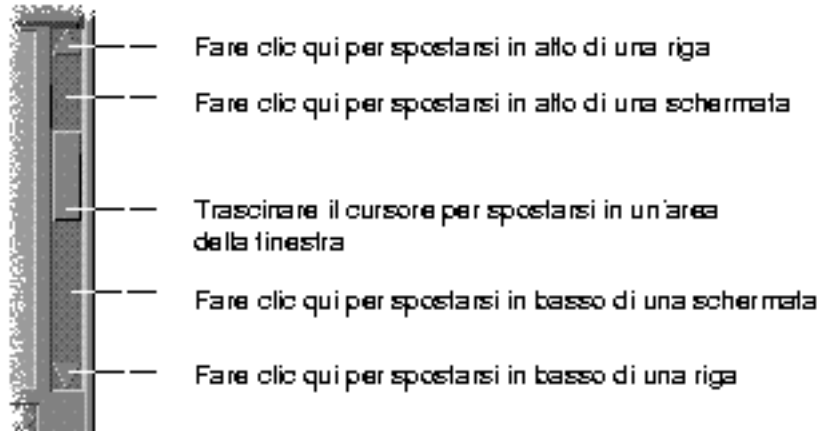 Fare clic qui per spostarsi in alto di una riga
Fare clic qui per spostarsi in alto di una schermata
Trascinare il cursore per spostarsi in un'area
della finestra
Fare clic qui per spostarsi in basso di una schermata
Fare clic qui per spostarsi in basso di una riga